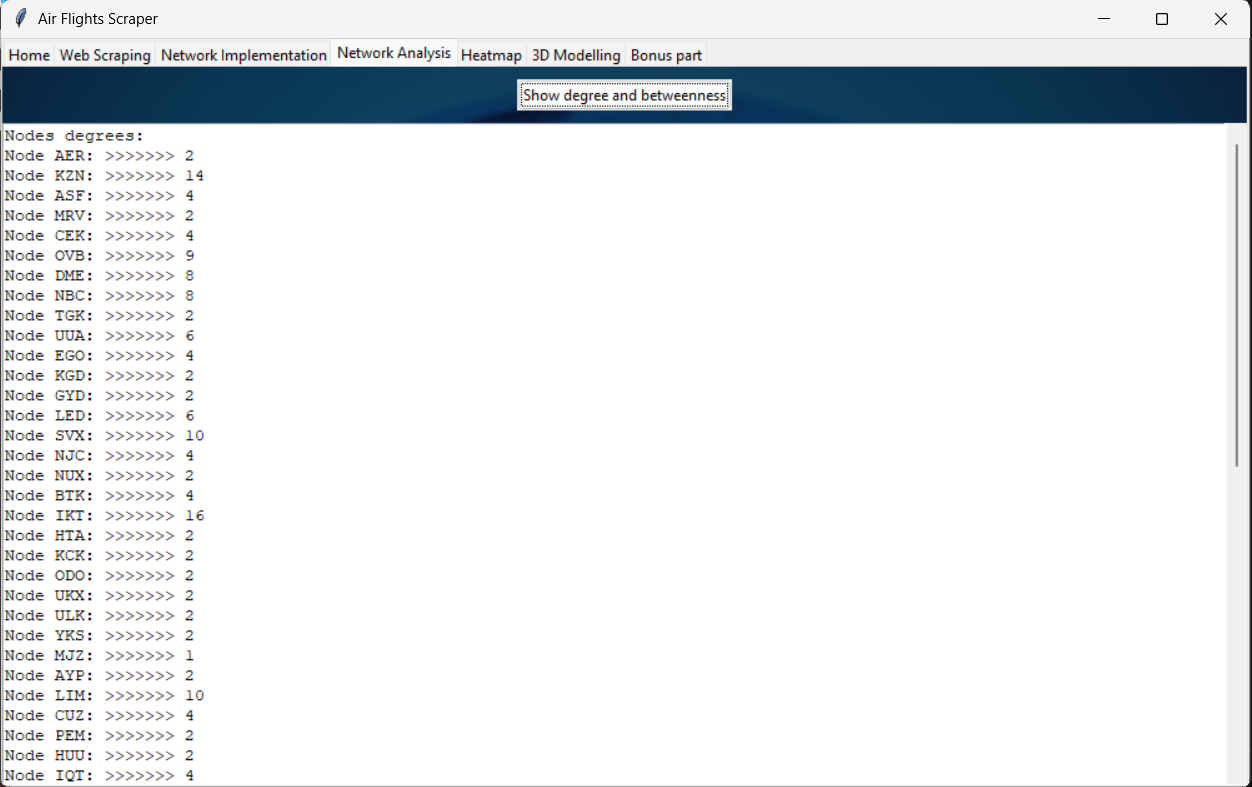 Air Flights Scraper
Home Web Scraping Network Implementation Network Analysis Heatmap 3D Modelling Bonus part
Show degree and betweenness
Nodes degrees:
Node AER: >>>>>>> 2
Node KZN: >>>>>>> 14
Node ASF: >>>>>>> 4
Node MRV: >>>>>>> 2
Node CEK: >>>>>>> 4
Node OVB: >>>>>>> 9
Node DME: >>>>>>> 8
Node NBC: >>>>>>> 8
Node TGK: >>>>>>> 2
Node UUA: >>>>>>> 6
Node EGO: >>>>>>> 4
Node KGD: >>>>>>> 2
Node GYD: >>>>>>> 2
Node LED: >>>>>>> 6
Node SVX: >>>>>>> 10
Node NJC: >>>>>>> 4
Node NUX: >>>>>>> 2
Node BTK: >>>>>>> 4
Node IKT: >>>>>>> 16
Node HTA: >>>>>>> 2
Node KCK: >>>>>>> 2
Node ODO: >>>>>>> 2
Node UKX: >>>>>>> 2
Node ULK: >>>>>>> 2
Node YKS: >>>>>>> 2
Node MJZ: >>>>>>> 1
Node AYP: >>>>>>> 2
Node LIM: >>>>>>> 10
Node CUZ: >>>>>>> 4
Node PEM: >>>>>>> 2
Node HUU: >>>>>>> 2
Node IQT: >>>>>>> 4